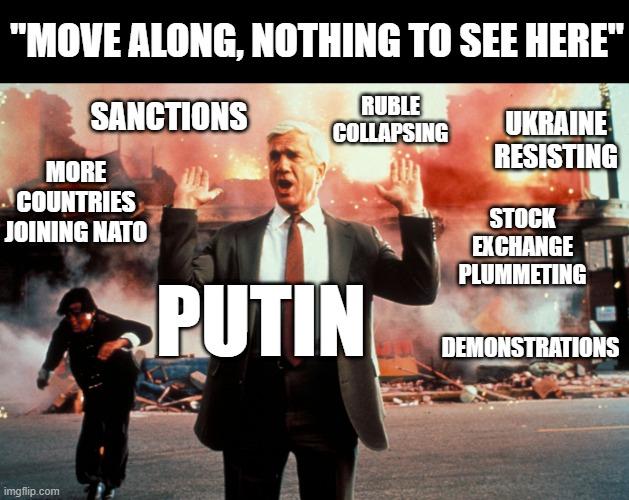 "MOVE ALONG, NOTHING TO SEE HERE"
SANCTIONS
RUBLE
COLLAPSING
UKRAINE
RESISTING
MORE
COUNTRIES
JOINING NATO
STOCK
EXCHANGE
PLUMMETING
PUTIN
DEMONSTRATIONS
imgflip.com